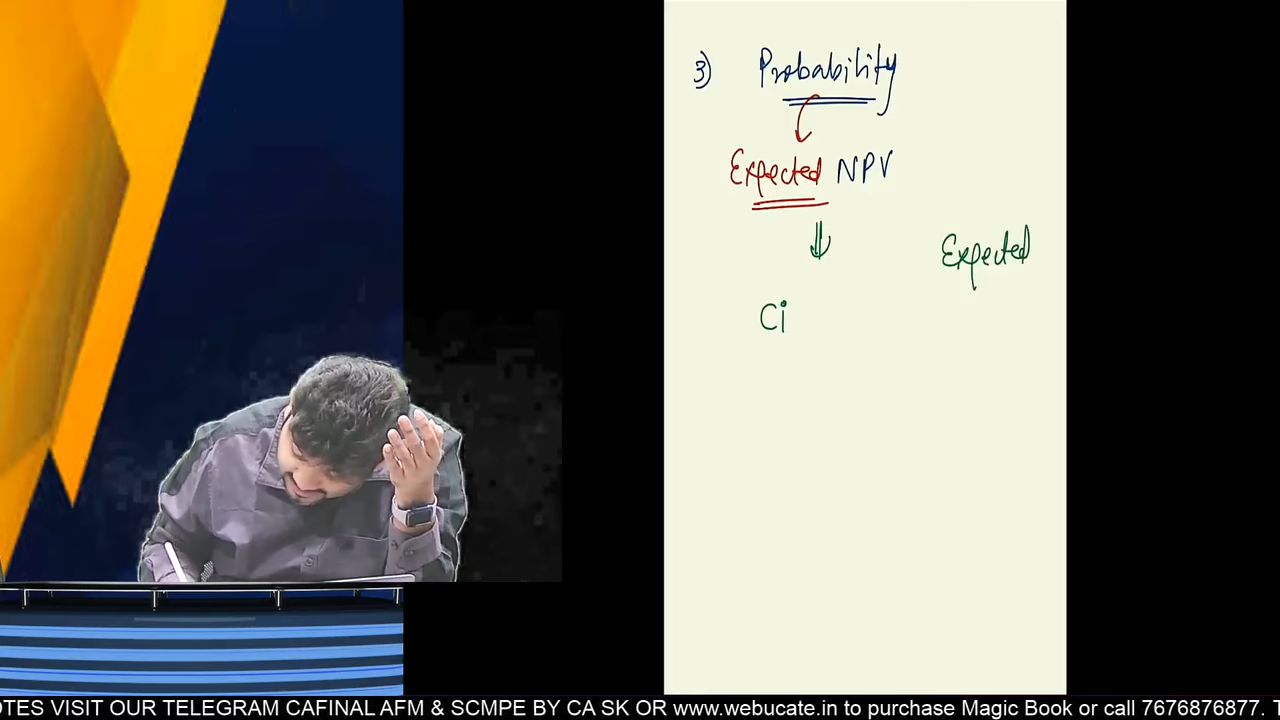 3) Probability
Expected NPV
Expected
Ci
OTES VISIT OUR TELEGRAM CAFINAL AFM & SCMPE BY CA SK OR www.webucate.in to purchase Magic Book or call 7676876877. T